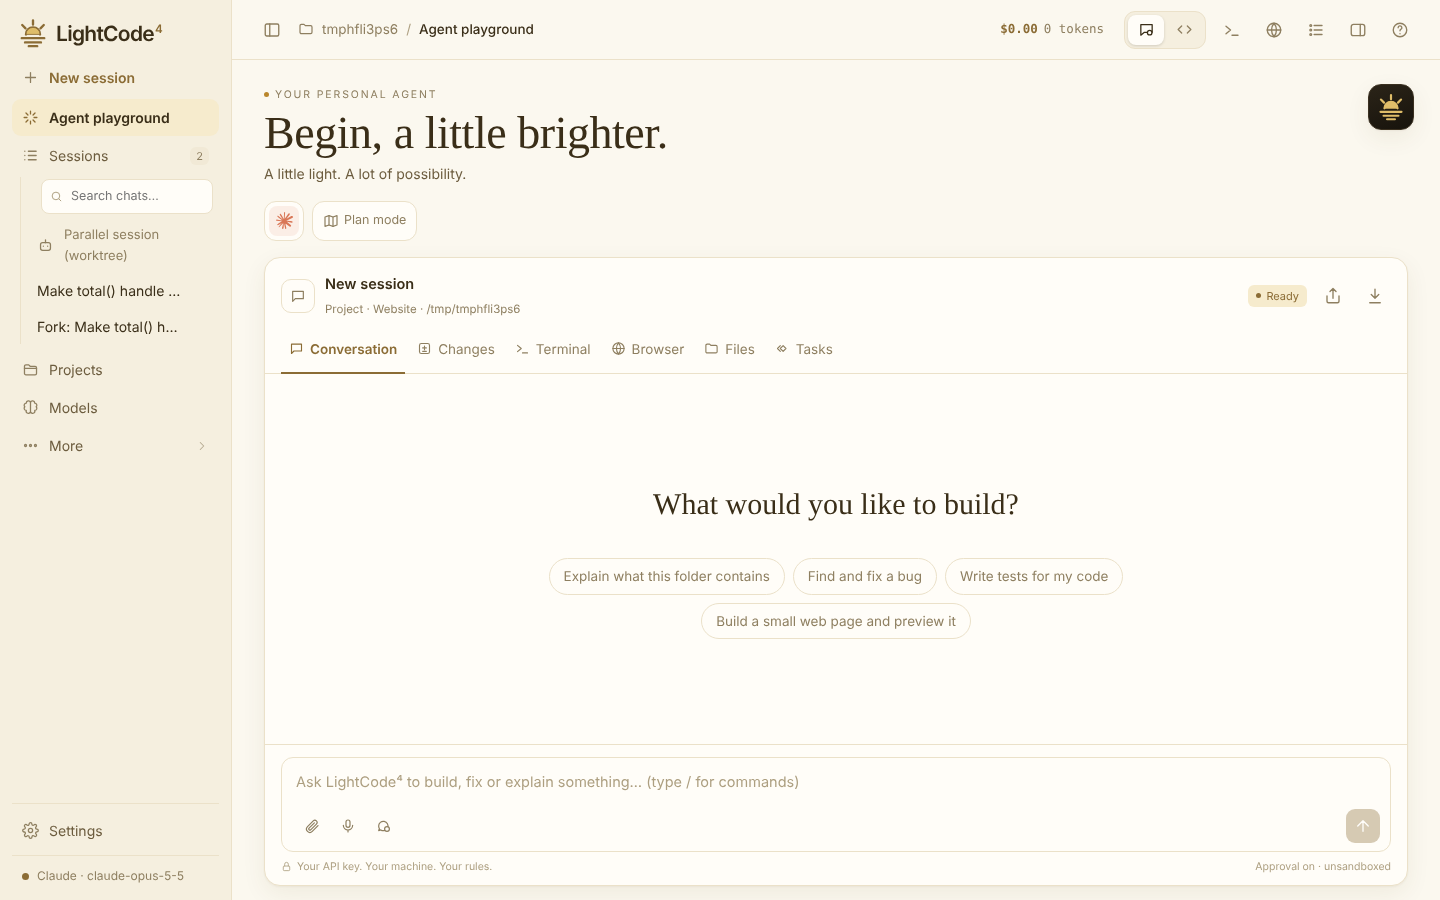 LightCode⁴
New session
Agent playground
Sessions 2
Search chats...
Parallel session
(worktree)
Make total() handle ...
Fork: Make total() h...
Projects
Models
More
Settings
Claude · claude-opus-5-5
tmphfli3ps6 / Agent playground
$0.00 0 tokens
YOUR PERSONAL AGENT
Begin, a little brighter.
A little light. A lot of possibility.
Plan mode
New session
Project · Website · /tmp/tmphfli3ps6
Ready
Conversation Changes Terminal Browser Files Tasks
What would you like to build?
Explain what this folder contains Find and fix a bug Write tests for my code
Build a small web page and preview it
Ask LightCode⁴ to build, fix or explain something... (type / for commands)
Your API key. Your machine. Your rules.
Approval on · unsandboxed